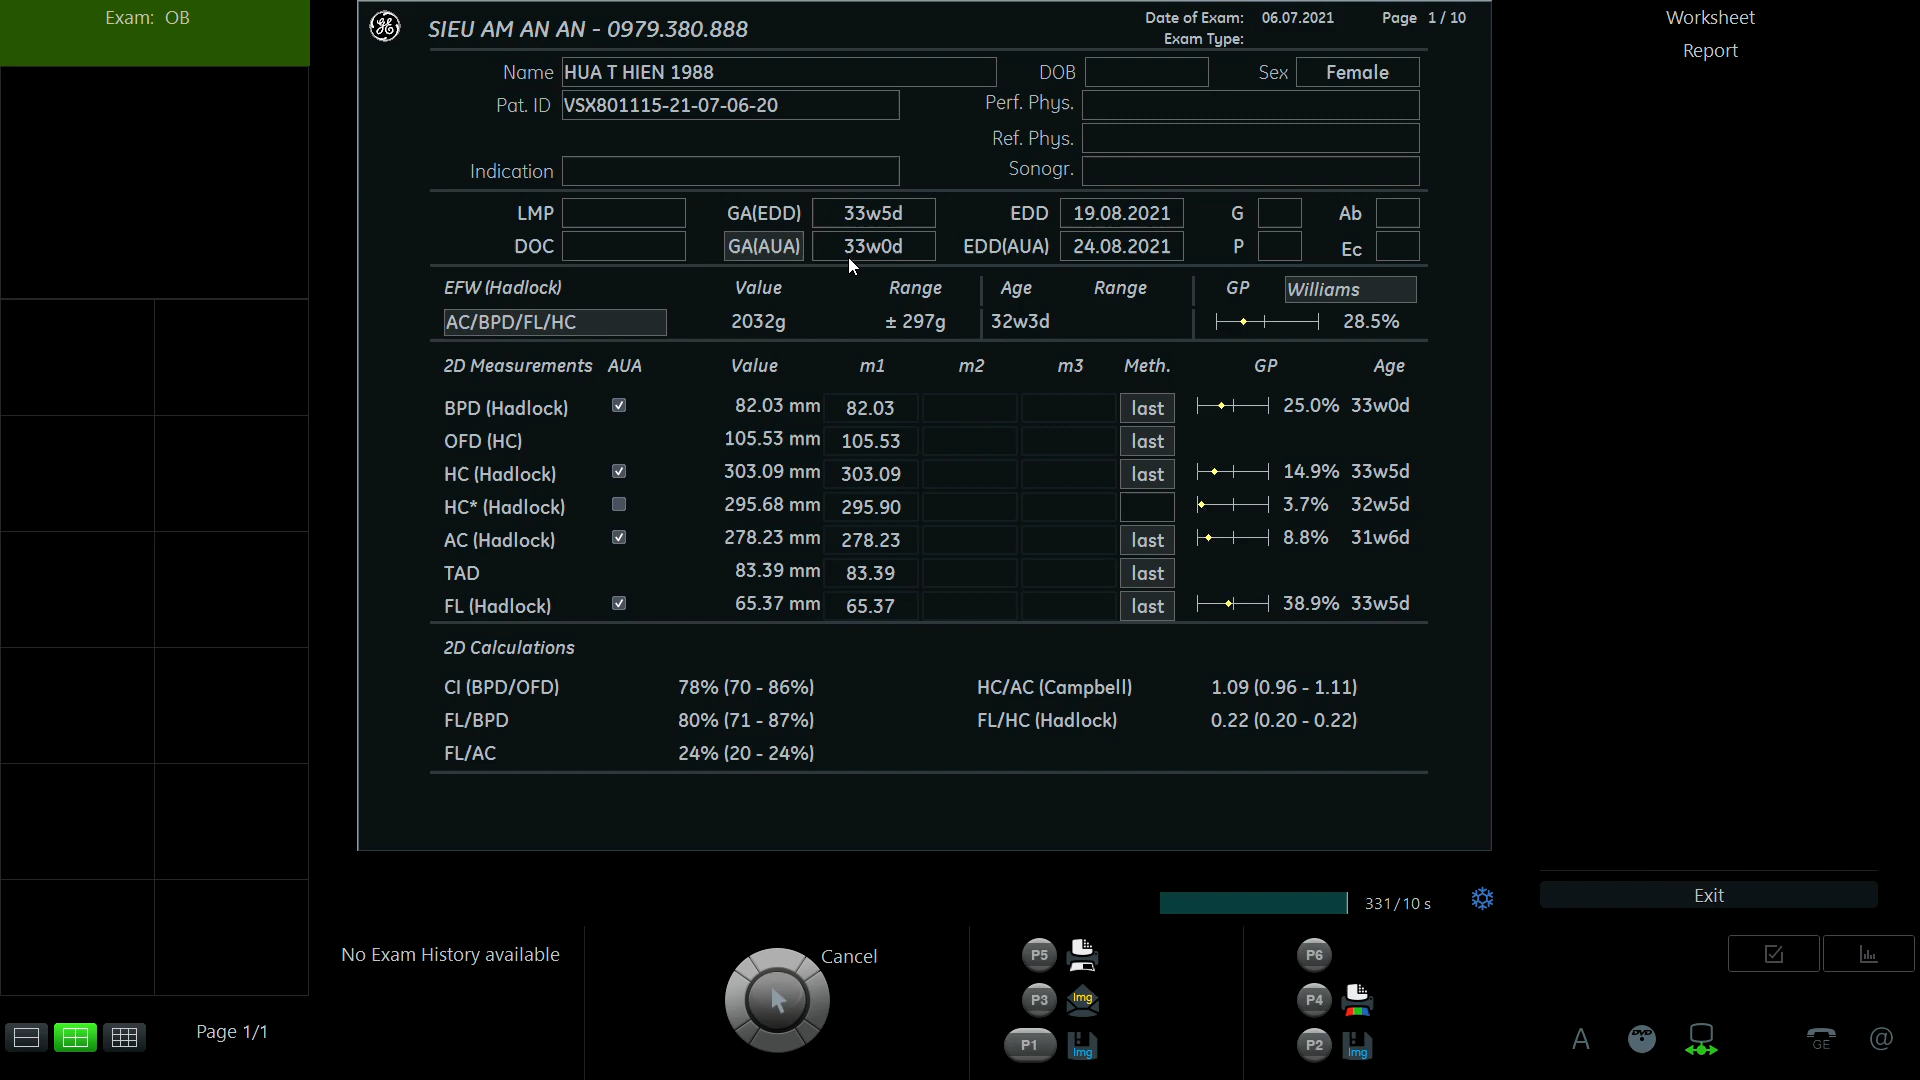 Exam: OB
SIEU AM AN AN - 0979.380.888
Date of Exam: 06.07.2021 Page 1 / 10
Exam Type:
Name HUA T HIEN 1988 DOB Sex Female
Pat. ID VSX801115-21-07-06-20 Perf. Phys.
Ref. Phys.
Indication Sonogr.
LMP GA(EDD) 33w5d EDD 19.08.2021 G Ab
DOC GA(AUA) 33w0d EDD(AUA) 24.08.2021 P Ec
EFW (Hadlock) Value Range Age Range GP Williams
AC/BPD/FL/HC 2032g ± 297g 32w3d 28.5%
2D Measurements AUA Value m1 m2 m3 Meth. GP Age
BPD (Hadlock) 82.03 mm 82.03 last 25.0% 33w0d
OFD (HC) 105.53 mm 105.53 last
HC (Hadlock) 303.09 mm 303.09 last 14.9% 33w5d
HC* (Hadlock) 295.68 mm 295.90 3.7% 32w5d
AC (Hadlock) 278.23 mm 278.23 last 8.8% 31w6d
TAD 83.39 mm 83.39 last
FL (Hadlock) 65.37 mm 65.37 last 38.9% 33w5d
2D Calculations
CI (BPD/OFD) 78% (70 - 86%) HC/AC (Campbell) 1.09 (0.96 - 1.11)
FL/BPD 80% (71 - 87%) FL/HC (Hadlock) 0.22 (0.20 - 0.22)
FL/AC 24% (20 - 24%)
Worksheet
Report
331/10 s
Exit
No Exam History available
Cancel
P5 P6
P3 Img P4
P1 Img P2 Img
Page 1/1
A DVD GE @